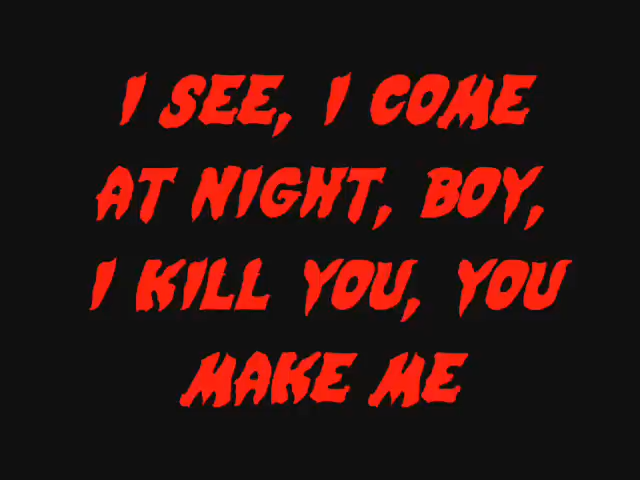 I SEE, I COME
AT NIGHT, BOY,
I KILL YOU, YOU
MAKE ME